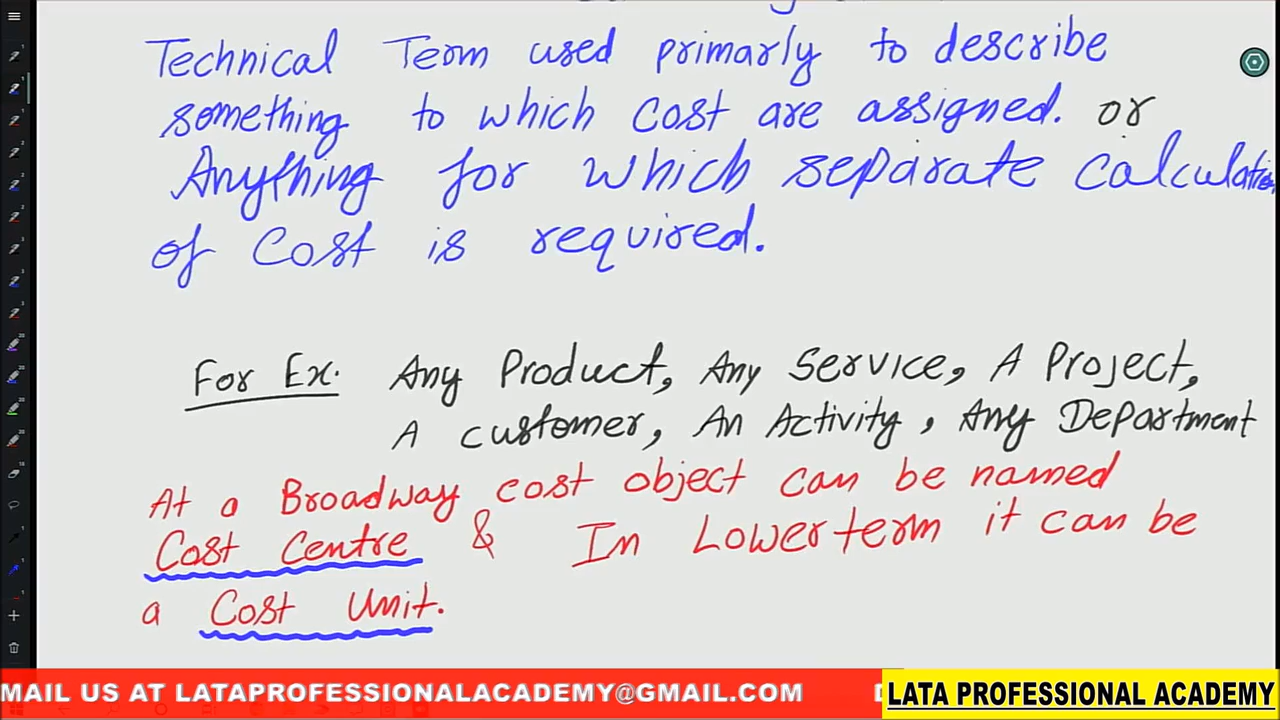 Technical Term used primarly to describe
something to which cost are assigned. or
Anything for which separate calculation
of cost is required.
For Ex. Any Product, Any Service, A Project,
A customer, An Activity, Any Department
At a Broadway cost object can be named
Cost Centre & In Lower term it can be
a Cost Unit.
MAIL US AT LATAPROFESSIONALACADEMY@GMAIL.COM
LATA PROFESSIONAL ACADEMY